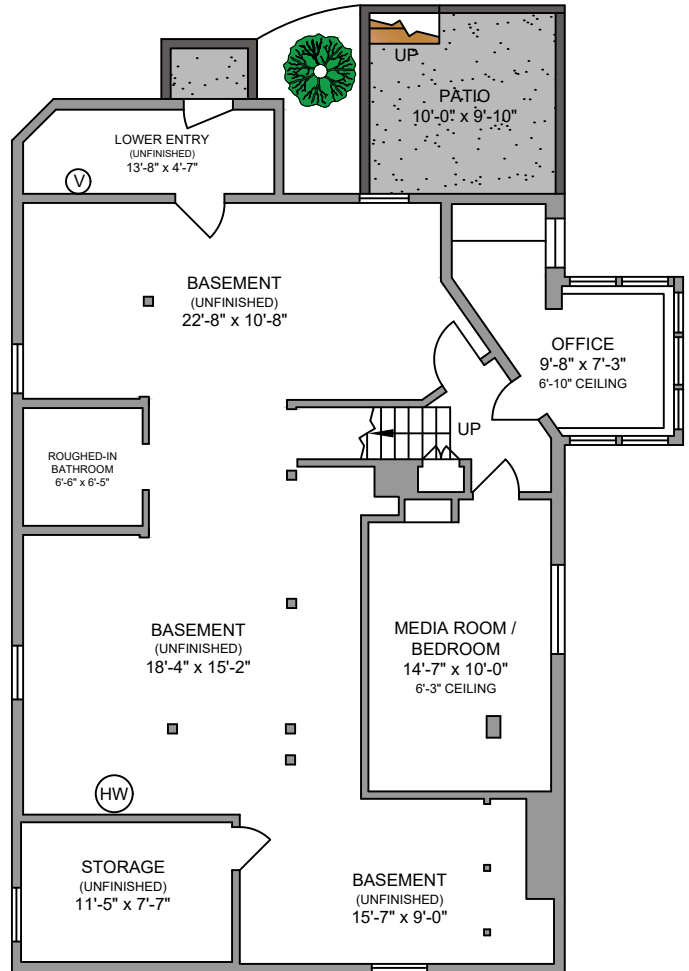 UP
PATIO
10'-0" x 9'-10"
LOWER ENTRY
(UNFINISHED)
13'-8" x 4'-7"
V
BASEMENT
(UNFINISHED)
22'-8" x 10'-8"
OFFICE
9'-8" x 7'-3"
6'-10" CEILING
UP
ROUGHED-IN
BATHROOM
6'-6" x 6'-5"
BASEMENT
(UNFINISHED)
18'-4" x 15'-2"
MEDIA ROOM /
BEDROOM
14'-7" x 10'-0"
6'-3" CEILING
HW
STORAGE
(UNFINISHED)
11'-5" x 7'-7"
BASEMENT
(UNFINISHED)
15'-7" x 9'-0"